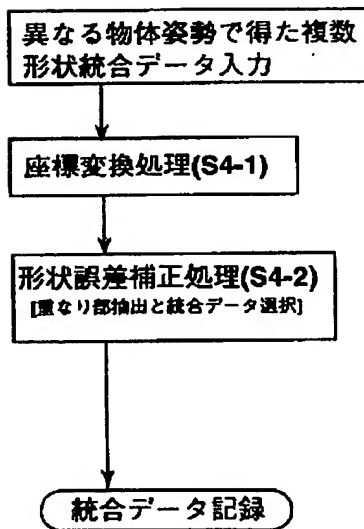 異なる物体姿勢で得た複数
形状統合データ入力
座標変換処理(S4-1)
形状誤差補正処理(S4-2)
[重なり部抽出と統合データ選択]
統合データ記録